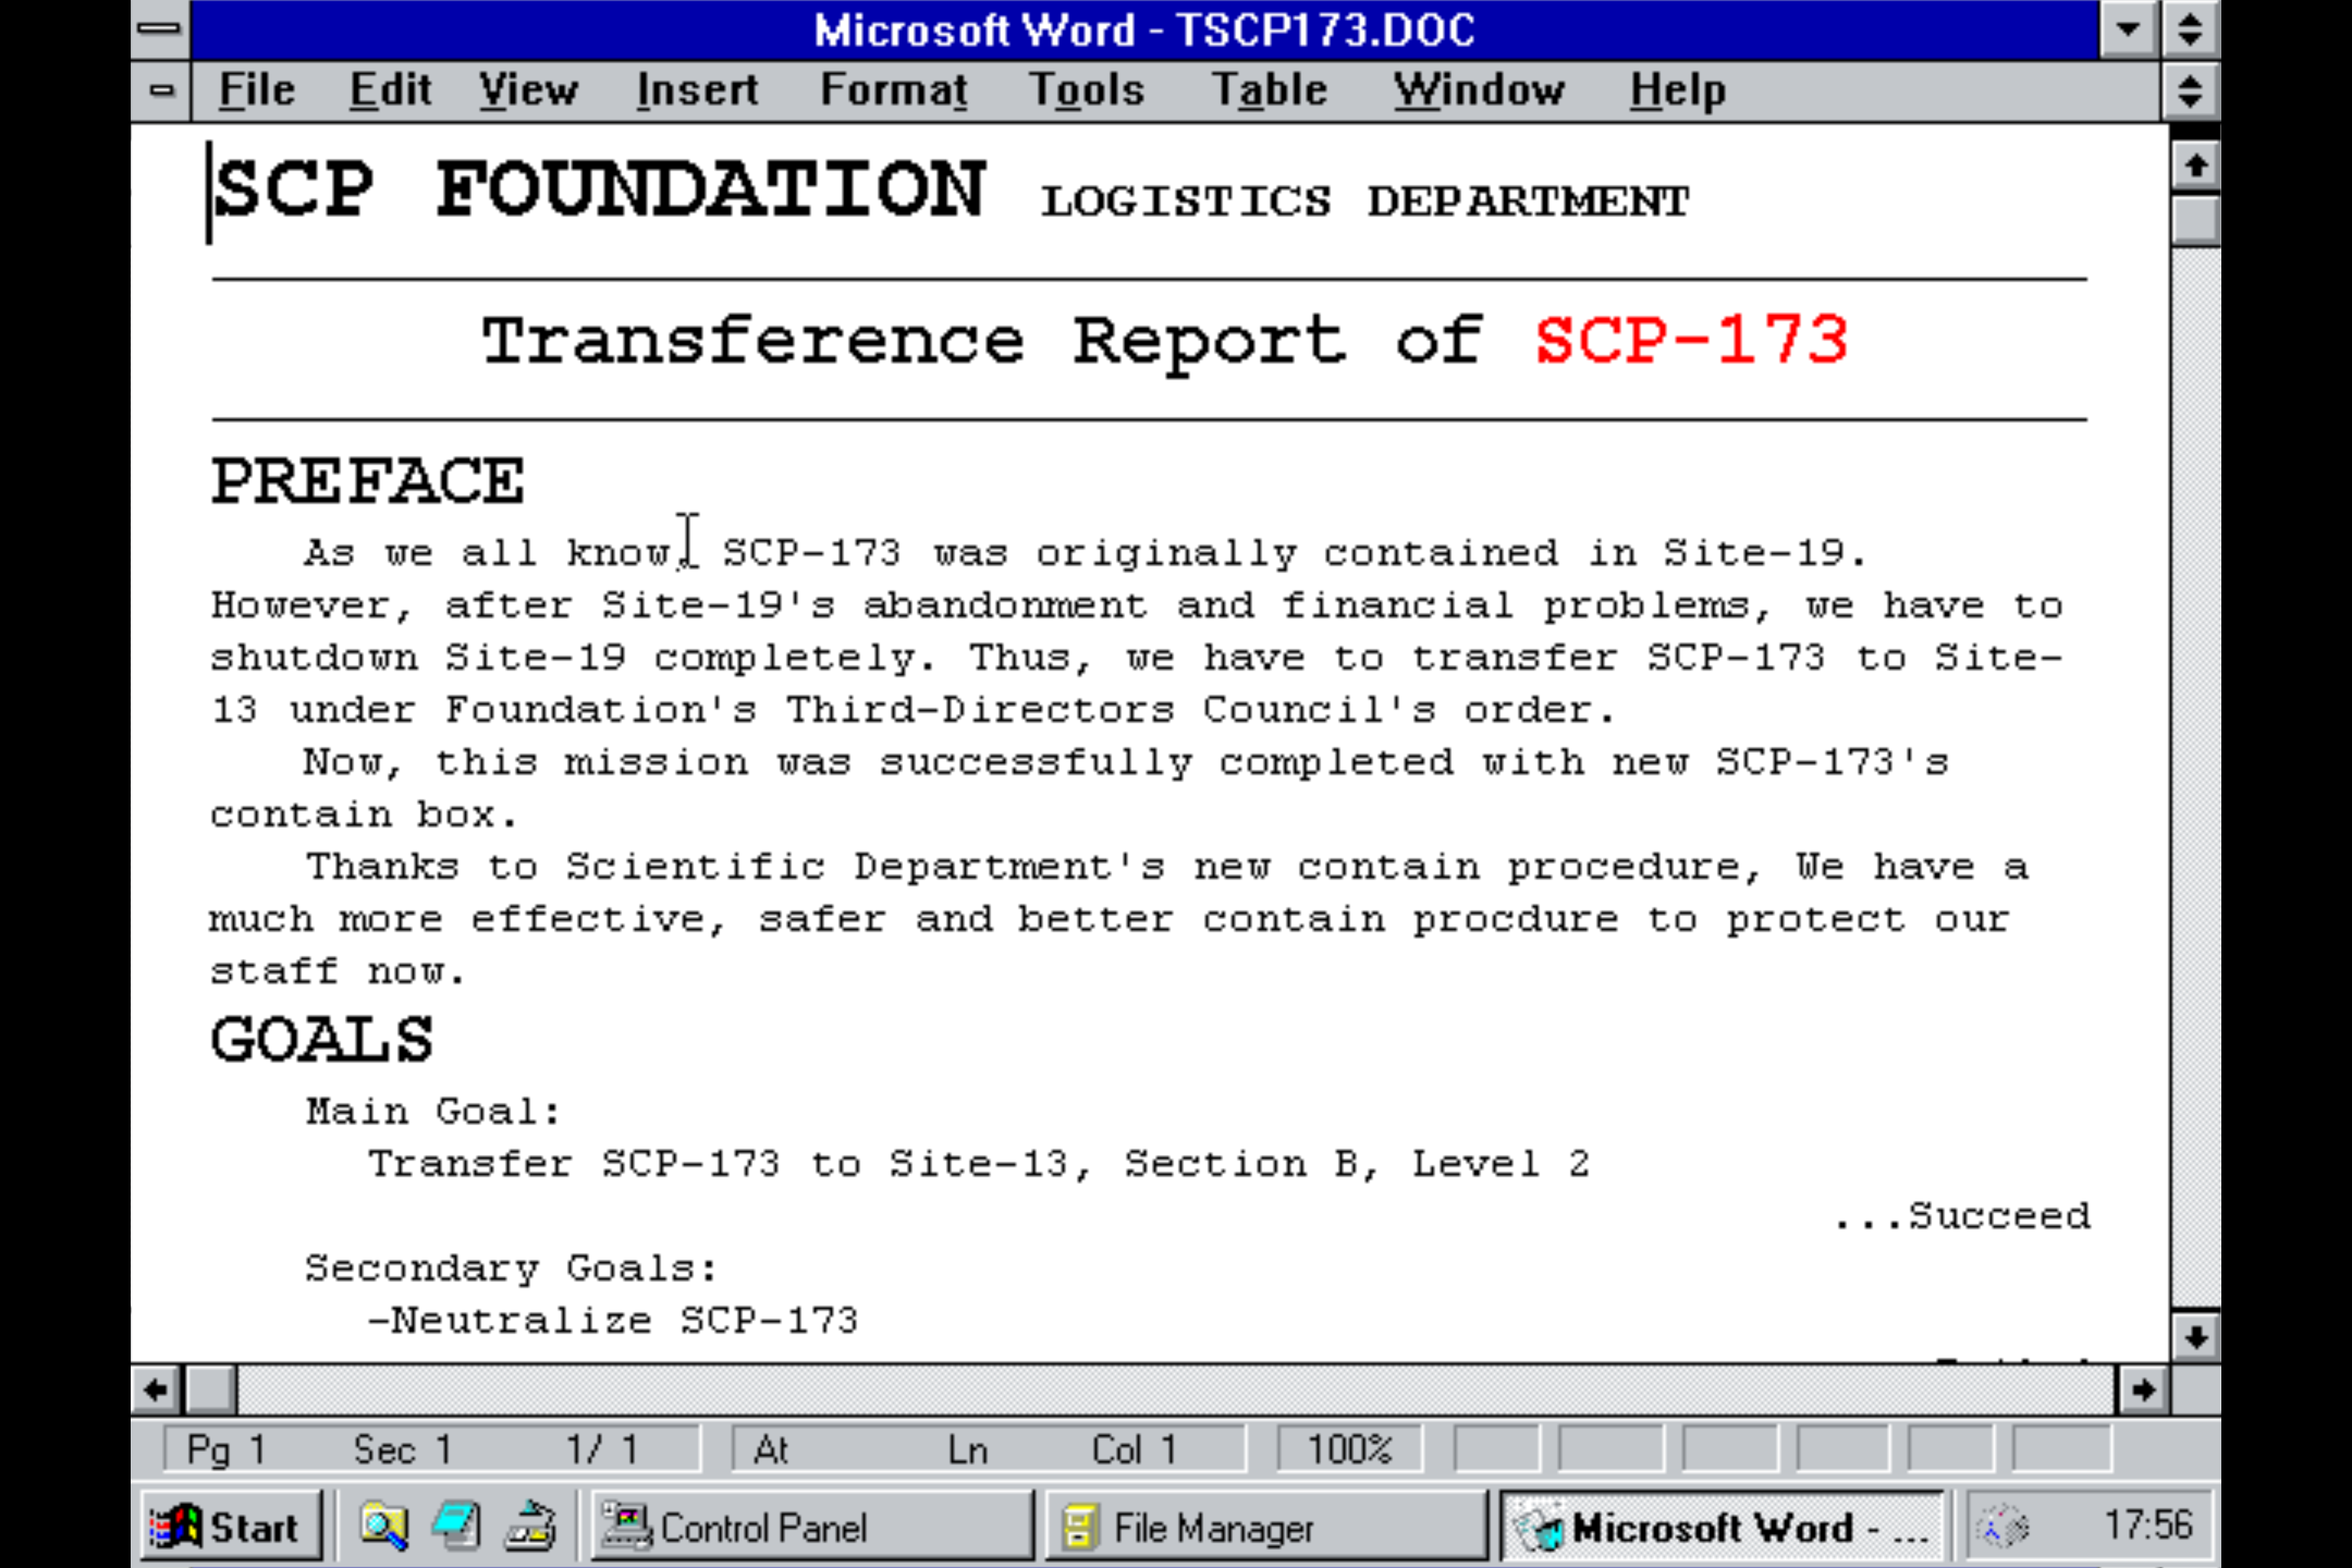 Microsoft Word - TSCP173.DOC
File Edit View Insert Format Tools Table Window Help
SCP FOUNDATION LOGISTICS DEPARTMENT
Transference Report of SCP-173
PREFACE
As we all know, SCP-173 was originally contained in Site-19.
However, after Site-19's abandonment and financial problems, we have to
shutdown Site-19 completely. Thus, we have to transfer SCP-173 to Site-
13 under Foundation's Third-Directors Council's order.
Now, this mission was successfully completed with new SCP-173's
contain box.
Thanks to Scientific Department's new contain procedure, We have a
much more effective, safer and better contain procdure to protect our
staff now.
GOALS
Main Goal:
Transfer SCP-173 to Site-13, Section B, Level 2
...Succeed
Secondary Goals:
-Neutralize SCP-173
Pg 1 Sec 1 1/ 1 At Ln Col 1 100%
Start Control Panel File Manager Microsoft Word - ... 17:56